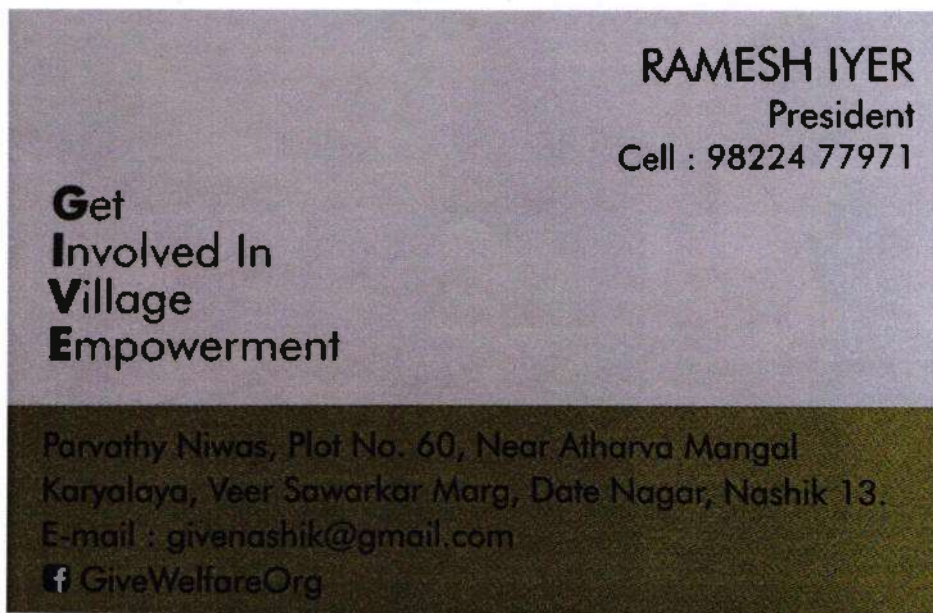 RAMESH IYER
President
Cell : 98224 77971
Get
Involved In
Village
Empowerment
Parvathy Niwas, Plot No. 60, Near Atharva Mangal
Karyalaya, Veer Sawarkar Marg, Date Nagar, Nashik 13.
E-mail : givenashik@gmail.com
GiveWelfareOrg